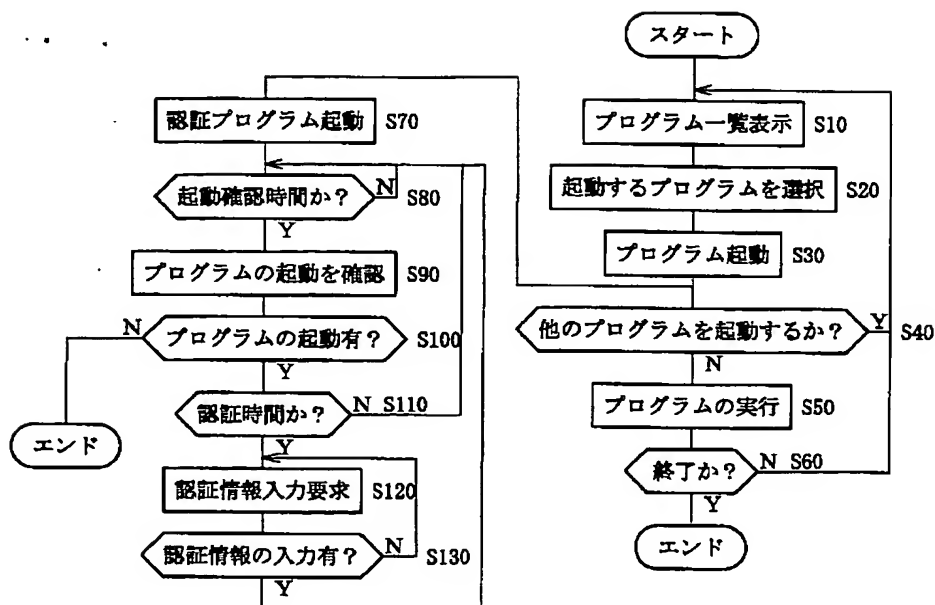 スタート
プログラム一覧表示 S10
起動するプログラムを選択 S20
プログラム起動 S30
他のプログラムを起動するか? Y S40
N
プログラムの実行 S50
終了か? N S60
Y
エンド
認証プログラム起動 S70
起動確認時間か? N S80
Y
プログラムの起動を確認 S90
N プログラムの起動有? S100
Y
認証時間か? N S110
エンド
Y
認証情報入力要求 S120
認証情報の入力有? N S130
Y